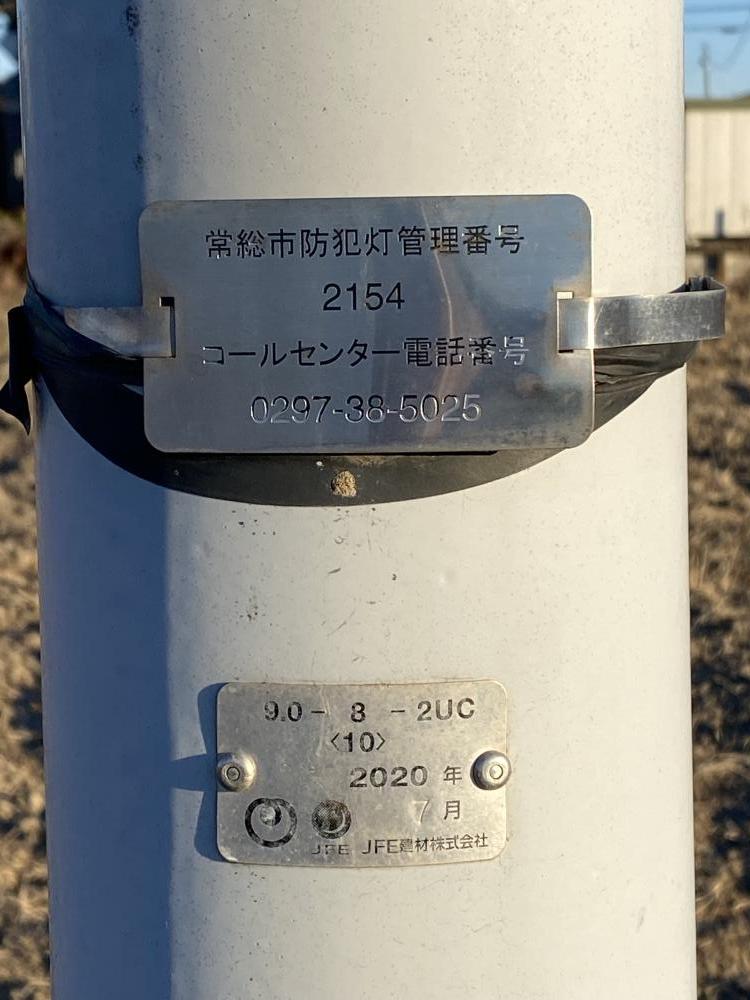 常総市防犯灯管理番号
2154
コールセンター電話番号
0297-38-5025
9.0 - 8 - 2UC
〈10〉
2020 年
7 月
JFE JFE建材株式会社